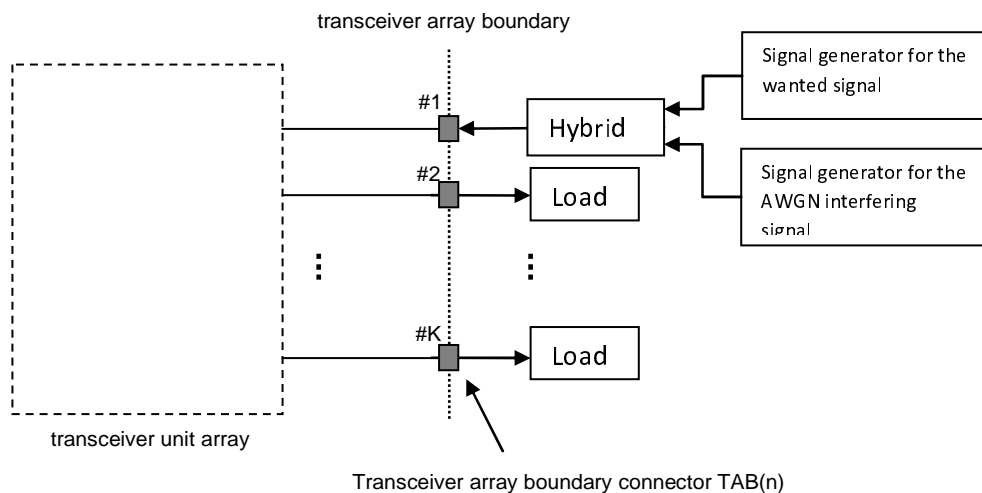 transceiver array boundary
Signal generator for the
wanted signal
#1
Hybrid
#2
Signal generator for the
AWGN interfering
signal
Load
#K
Load
transceiver unit array
Transceiver array boundary connector TAB(n)